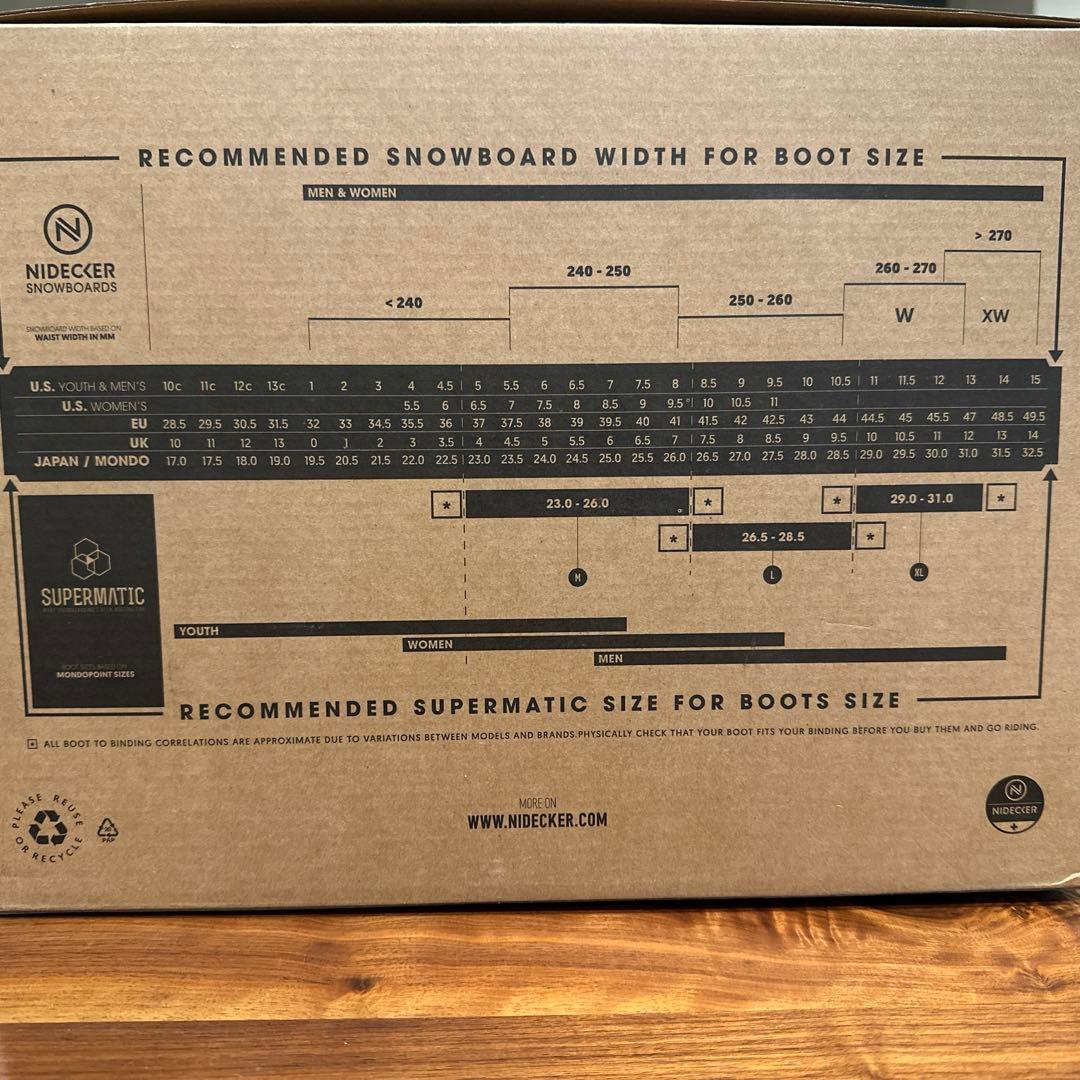 RECOMMENDED SNOWBOARD WIDTH FOR BOOT SIZE
MEN & WOMEN
NIDECKER
SNOWBOARDS
SNOWBOARD WIDTH BASED ON
WAIST WIDTH IN MM
< 240
240 - 250
250 - 260
260 - 270
W
> 270
XW
U.S. YOUTH & MEN'S 10c 11c 12c 13c 1 2 3 4 4.5 5 5.5 6 6.5 7 7.5 8 8.5 9 9.5 10 10.5 11 11.5 12 13 14 15
U.S. WOMEN'S 5.5 6 6.5 7 7.5 8 8.5 9 9.5 10 10.5 11
EU 28.5 29.5 30.5 31.5 32 33 34.5 35.5 36 37 37.5 38 39 39.5 40 41 41.5 42 42.5 43 44 44.5 45 45.5 47 48.5 49.5
UK 10 11 12 13 0 1 2 3 3.5 4 4.5 5 5.5 6 6.5 7 7.5 8 8.5 9 9.5 10 10.5 11 12 13 14
JAPAN / MONDO 17.0 17.5 18.0 19.0 19.5 20.5 21.5 22.0 22.5 23.0 23.5 24.0 24.5 25.0 25.5 26.0 26.5 27.0 27.5 28.0 28.5 29.0 29.5 30.0 31.0 31.5 32.5
* 23.0 - 26.0 * * 29.0 - 31.0 *
* 26.5 - 28.5 *
M L XL
SUPERMATIC
BOOT SIZES BASED ON
MONDOPOINT SIZES
YOUTH
WOMEN
MEN
RECOMMENDED SUPERMATIC SIZE FOR BOOTS SIZE
* ALL BOOT TO BINDING CORRELATIONS ARE APPROXIMATE DUE TO VARIATIONS BETWEEN MODELS AND BRANDS.PHYSICALLY CHECK THAT YOUR BOOT FITS YOUR BINDING BEFORE YOU BUY THEM AND GO RIDING.
PLEASE REUSE OR RECYCLE
PAP
MORE ON
WWW.NIDECKER.COM
NIDECKER